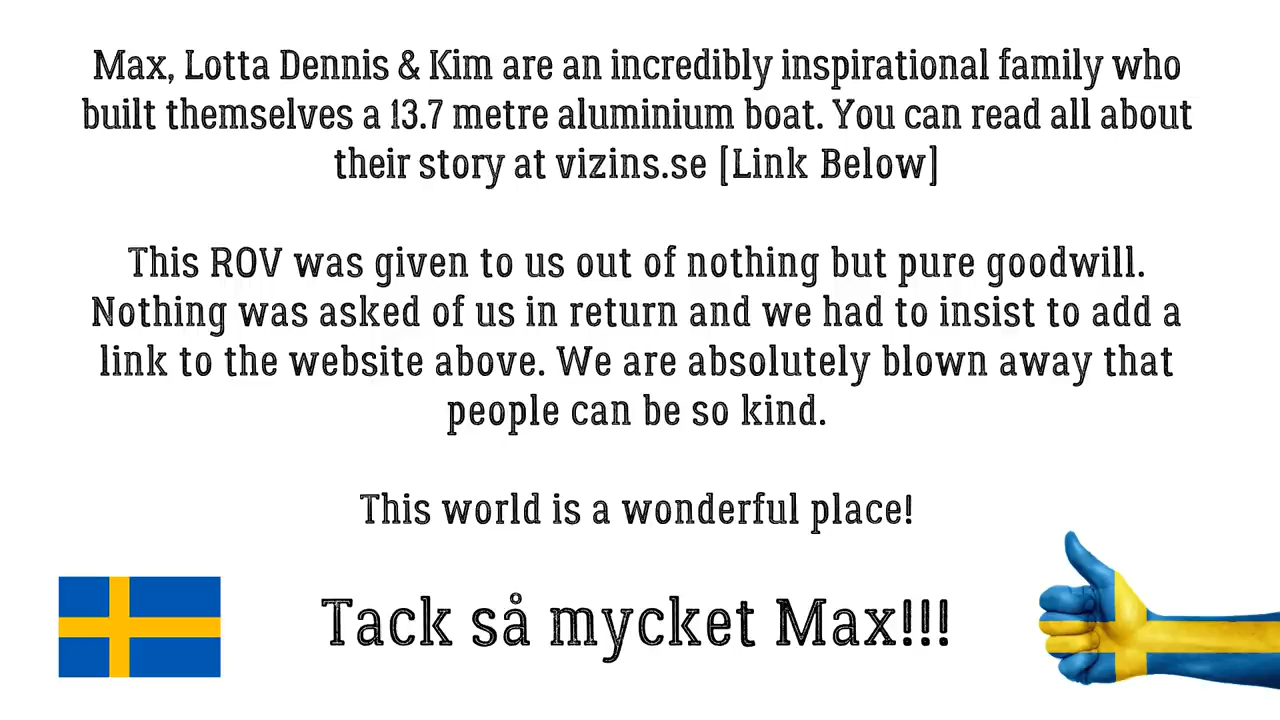 Max, Lotta Dennis & Kim are an incredibly inspirational family who
built themselves a 13.7 metre aluminium boat. You can read all about
their story at vizins.se [Link Below]
This ROV was given to us out of nothing but pure goodwill.
Nothing was asked of us in return and we had to insist to add a
link to the website above. We are absolutely blown away that
people can be so kind.
This world is a wonderful place!
Tack så mycket Max!!!